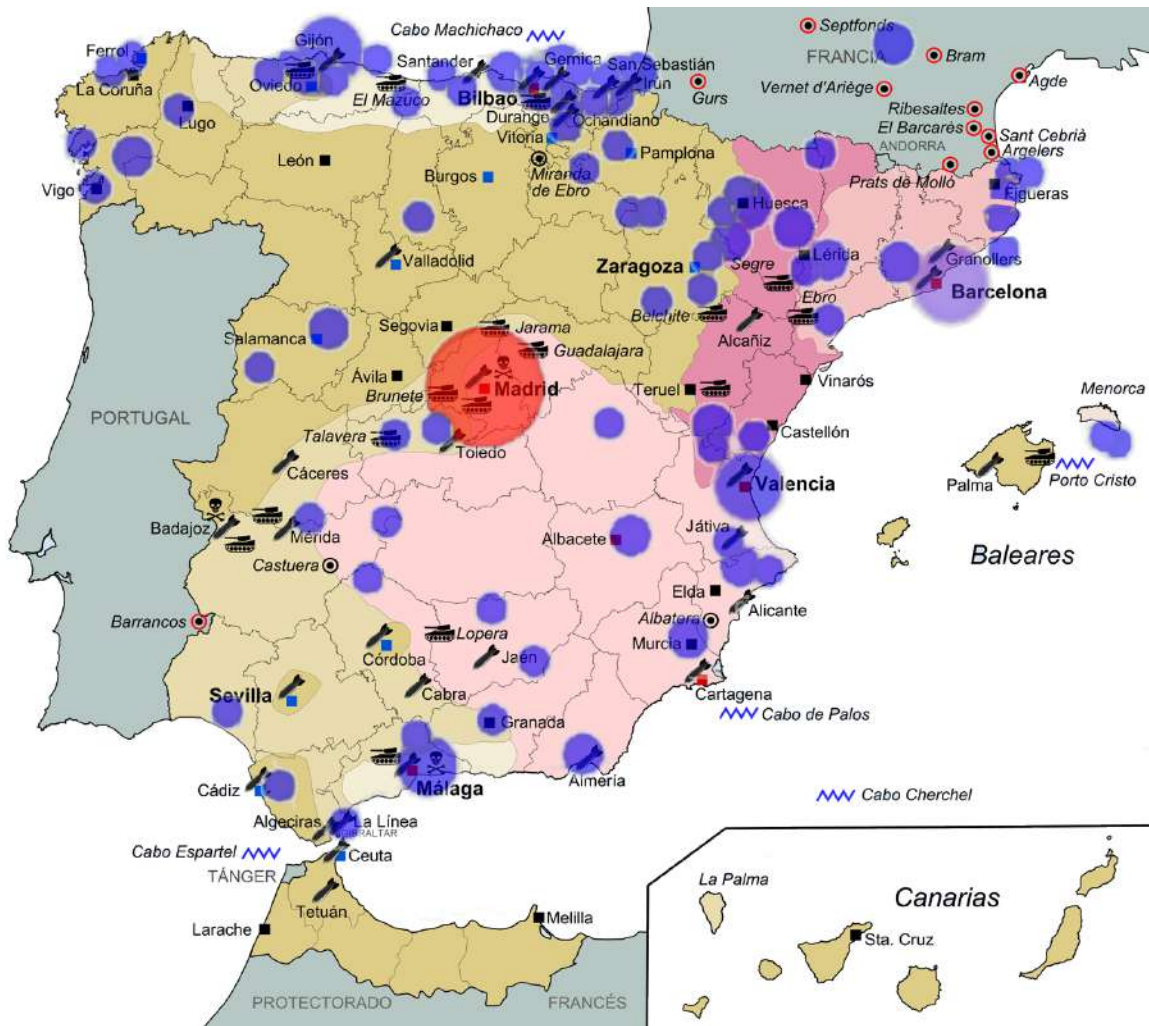 Cabo Machichaco
Septfonds
Gijón
Ferrol
Santander
Gernica
San Sebastián
FRANCIA
Bram
La Coruña
Oviedo
El Mazuco
Bilbao
Irún
Gurs
Vernet d'Ariège
Agde
Durango
Ochandiano
Ribesaltes
Lugo
Vitoria
El Barcarès
Sant Cebrià
León
Pamplona
ANDORRA
Argelers
Vigo
Burgos
Miranda
de Ebro
Prats de Molló
Figueras
Huesca
Valladolid
Zaragoza
Segre
Lérida
Granollers
Barcelona
Ebro
Belchite
Salamanca
Segovia
Jarama
Alcañiz
Guadalajara
Ávila
Brunete
Madrid
Teruel
Vinarós
Menorca
PORTUGAL
Talavera
Toledo
Castellón
Cáceres
Valencia
Palma
Porto Cristo
Badajoz
Mérida
Albacete
Játiva
Baleares
Castuera
Elda
Alicante
Barrancos
Albatera
Lopera
Murcia
Córdoba
Jaén
Sevilla
Cabra
Cartagena
Granada
Cabo de Palos
Málaga
Almería
Cádiz
Cabo Cherchel
Algeciras
La Línea
GIBRALTAR
Cabo Espartel
Ceuta
TÁNGER
Tetuán
La Palma
Canarias
Larache
Melilla
Sta. Cruz
PROTECTORADO
FRANCÉS